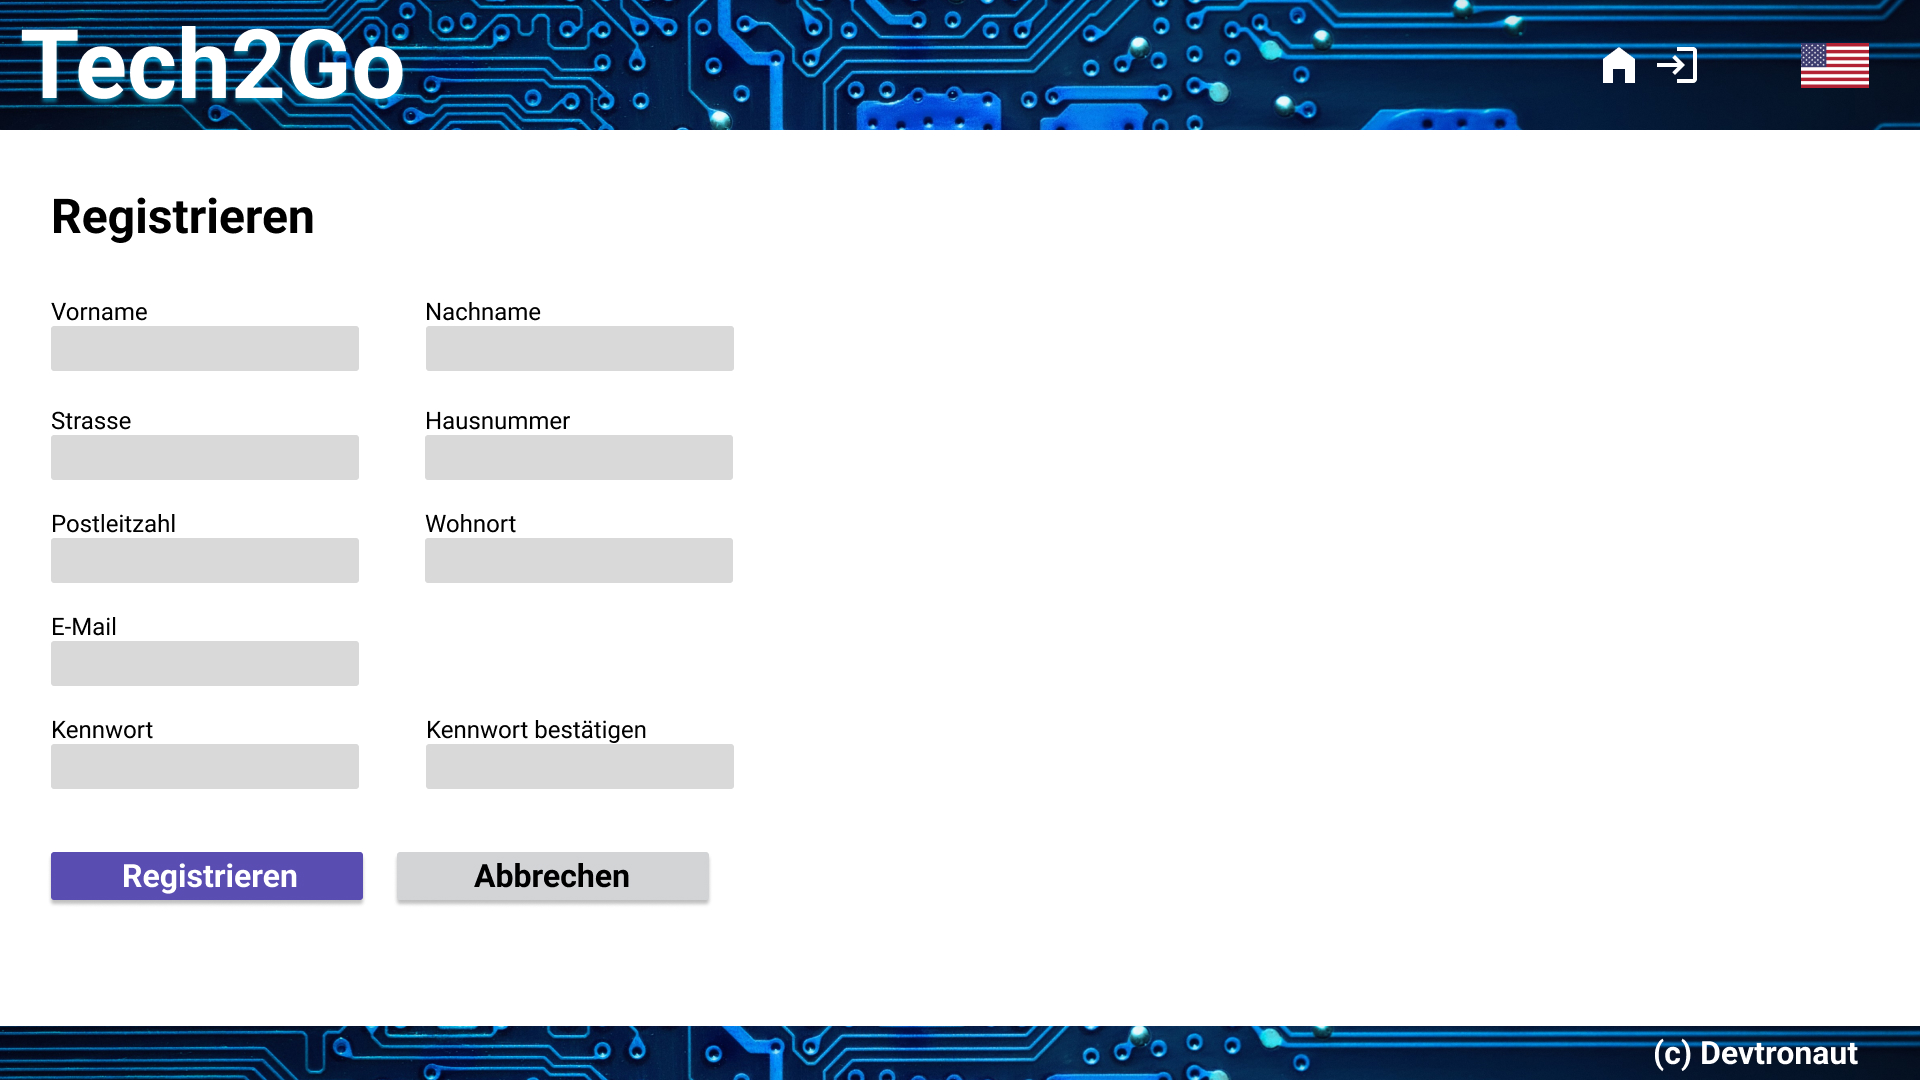 Tech2Go
Registrieren
Vorname
Nachname
Strasse
Hausnummer
Postleitzahl
Wohnort
E-Mail
Kennwort
Kennwort bestätigen
Registrieren
Abbrechen
(c) Devtronaut